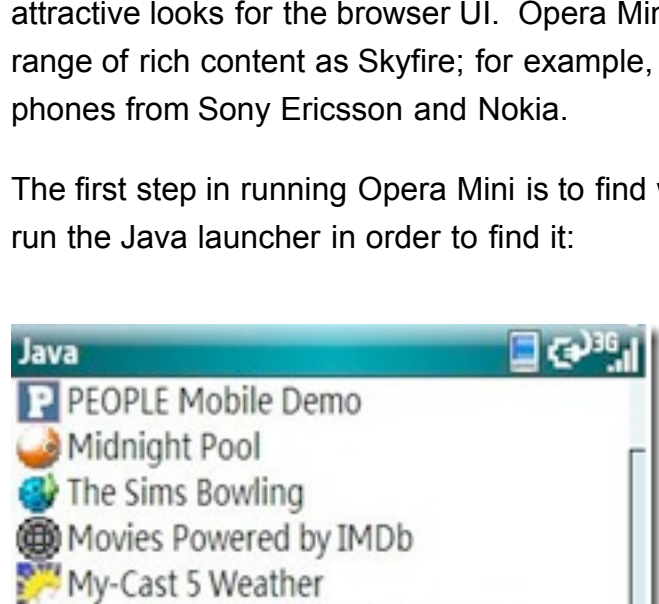 attractive looks for the browser UI.  Opera Min
range of rich content as Skyfire; for example,
phones from Sony Ericsson and Nokia.
The first step in running Opera Mini is to find
run the Java launcher in order to find it:
Java 3G
PEOPLE Mobile Demo
Midnight Pool
The Sims Bowling
Movies Powered by IMDb
My-Cast 5 Weather